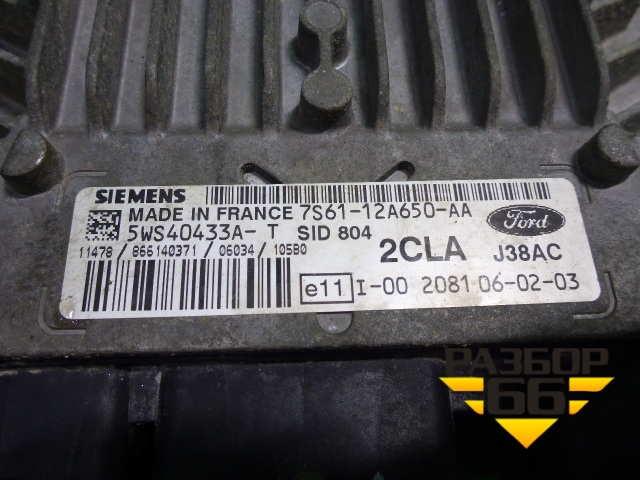 SIEMENS
MADE IN FRANCE 7S61-12A650-AA
5WS40433A- T SID 804
Ford
11478 / 866140371 / 06034 / 105B0
2CLA J38AC
e11 I-00 2081 06-02-03
РАЗБОР
66